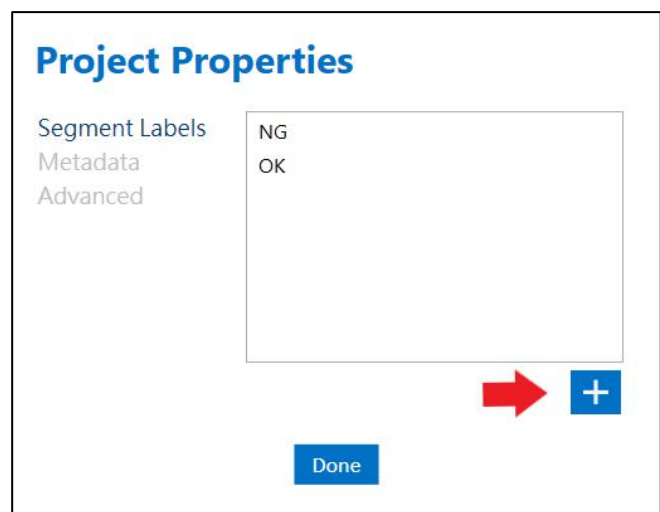 Project Properties
Segment Labels
Metadata
Advanced
NG
OK
Done